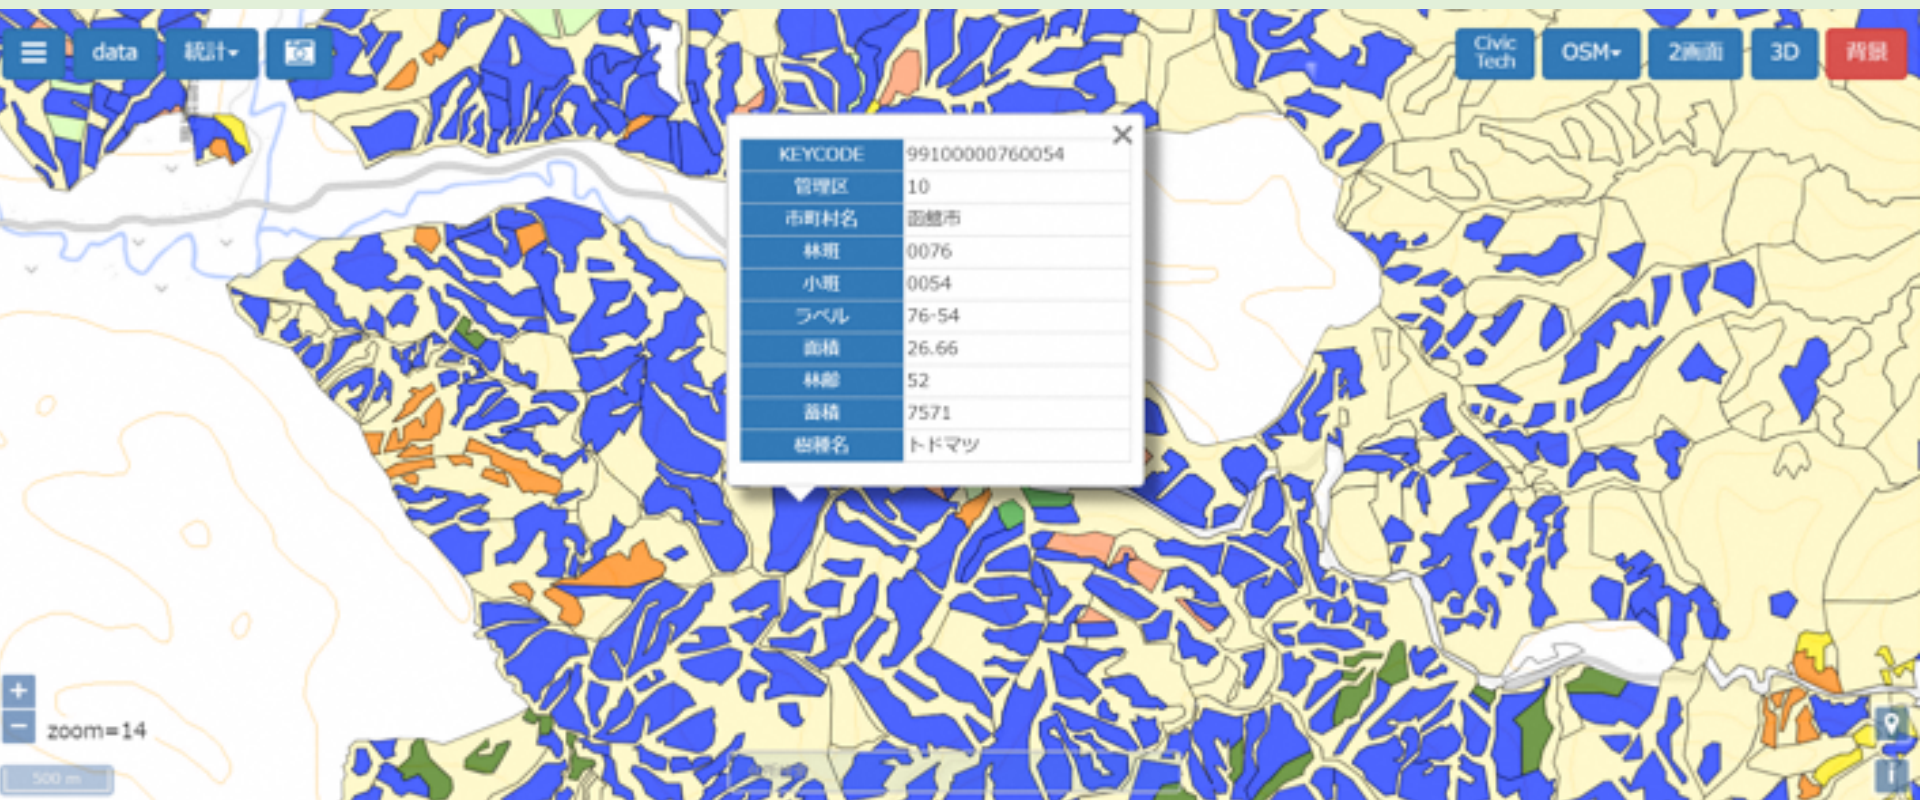 data
統計
Civic
Tech
OSM
2画面
3D
背景
KEYCODE 99100000760054
管理区 10
市町村名 函館市
林班 0076
小班 0054
ラベル 76-54
面積 26.66
林齢 52
蓄積 7571
樹種名 トドマツ
+
−
zoom=14
500 m
i